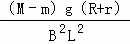 (M-m) g (R+r)
B²L²